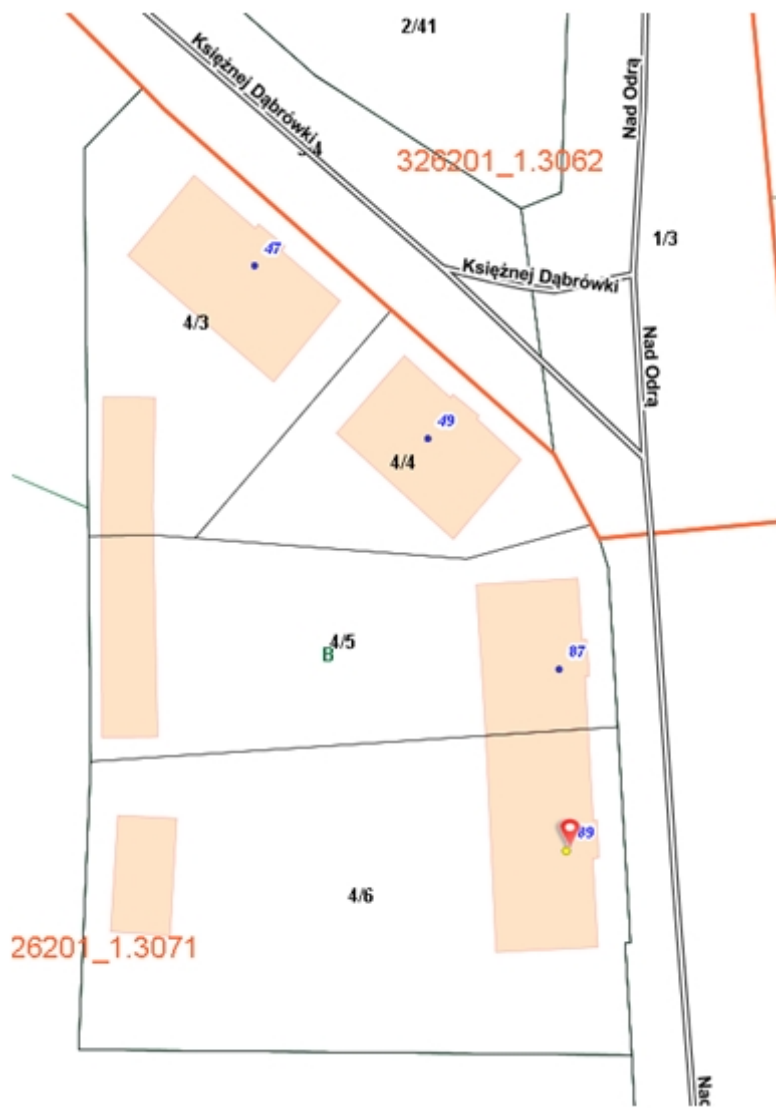 2/41
Księżnej Dąbrówki
Nad Odrą
326201_1.3062
1/3
47
Księżnej Dąbrówki
4/3
Nad Odrą
49
4/4
4/5
B
87
89
4/6
26201_1.3071
Nad